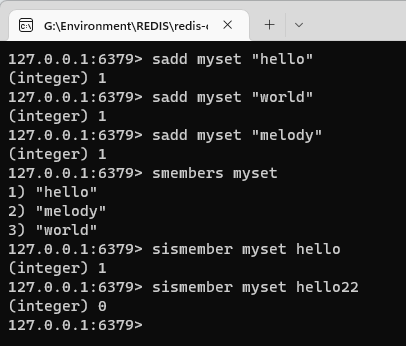 G:\Environment\REDIS\redis-c
127.0.0.1:6379> sadd myset "hello"
(integer) 1
127.0.0.1:6379> sadd myset "world"
(integer) 1
127.0.0.1:6379> sadd myset "melody"
(integer) 1
127.0.0.1:6379> smembers myset
1) "hello"
2) "melody"
3) "world"
127.0.0.1:6379> sismember myset hello
(integer) 1
127.0.0.1:6379> sismember myset hello22
(integer) 0
127.0.0.1:6379>